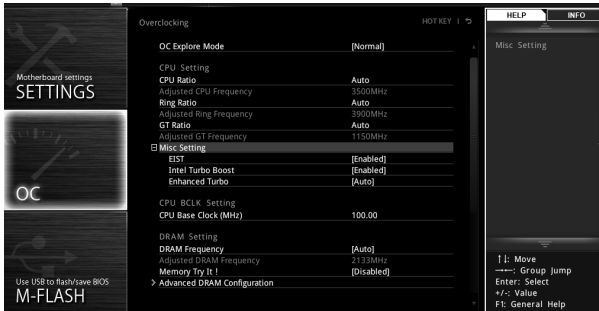 Motherboard settings
SETTINGS
OC
Use USB to flash/save BIOS
M-FLASH
Overclocking
HOT KEY
OC Explore Mode [Normal]
CPU Setting
CPU Ratio Auto
Adjusted CPU Frequency 3500MHz
Ring Ratio Auto
Adjusted Ring Frequency 3900MHz
GT Ratio Auto
Adjusted GT Frequency 1150MHz
Misc Setting
EIST [Enabled]
Intel Turbo Boost [Enabled]
Enhanced Turbo [Auto]
CPU BCLK Setting
CPU Base Clock (MHz) 100.00
DRAM Setting
DRAM Frequency [Auto]
Adjusted DRAM Frequency 2133MHz
Memory Try It ! [Disabled]
> Advanced DRAM Configuration
HELP INFO
Misc Setting
↑↓: Move
→←: Group Jump
Enter: Select
+/-: Value
F1: General Help